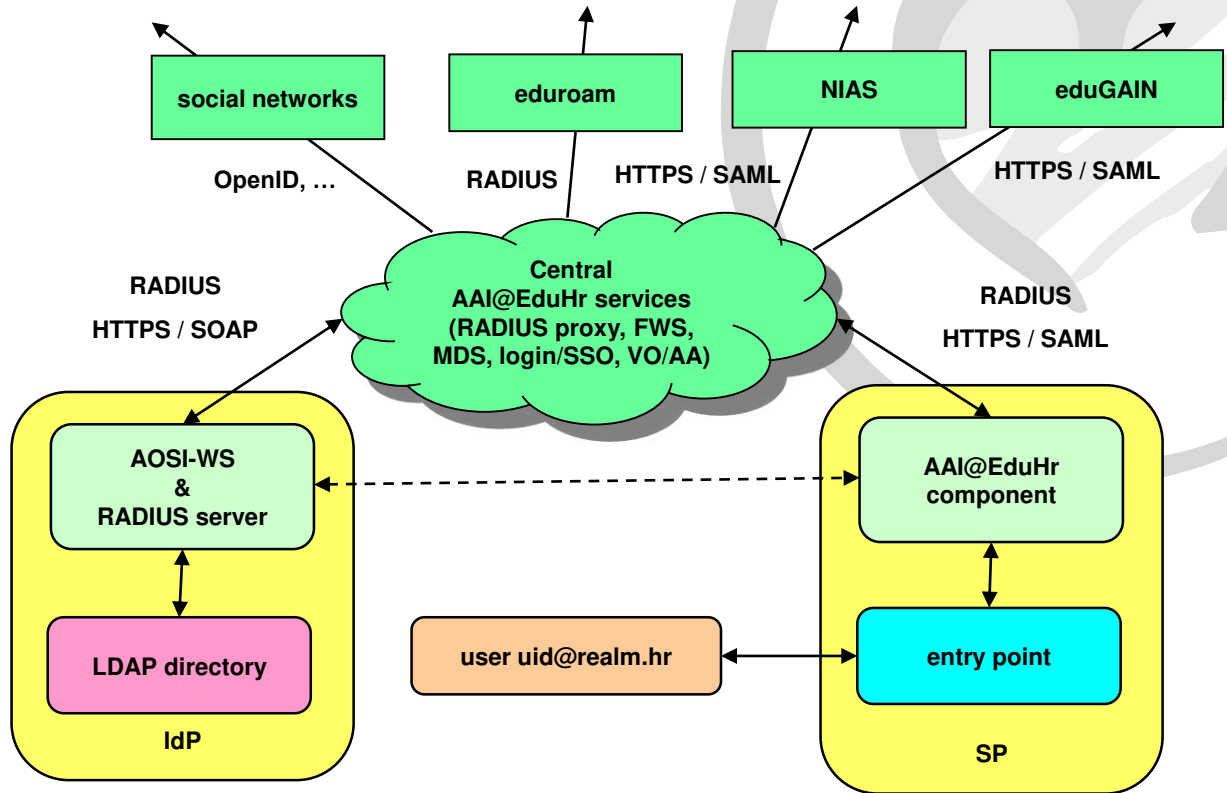 social networks
eduroam
NIAS
eduGAIN
OpenID, …
RADIUS
HTTPS / SAML
HTTPS / SAML
Central
AAI@EduHr services
(RADIUS proxy, FWS,
MDS, login/SSO, VO/AA)
RADIUS
HTTPS / SOAP
RADIUS
HTTPS / SAML
AOSI-WS
&
RADIUS server
AAI@EduHr
component
LDAP directory
user uid@realm.hr
entry point
IdP
SP